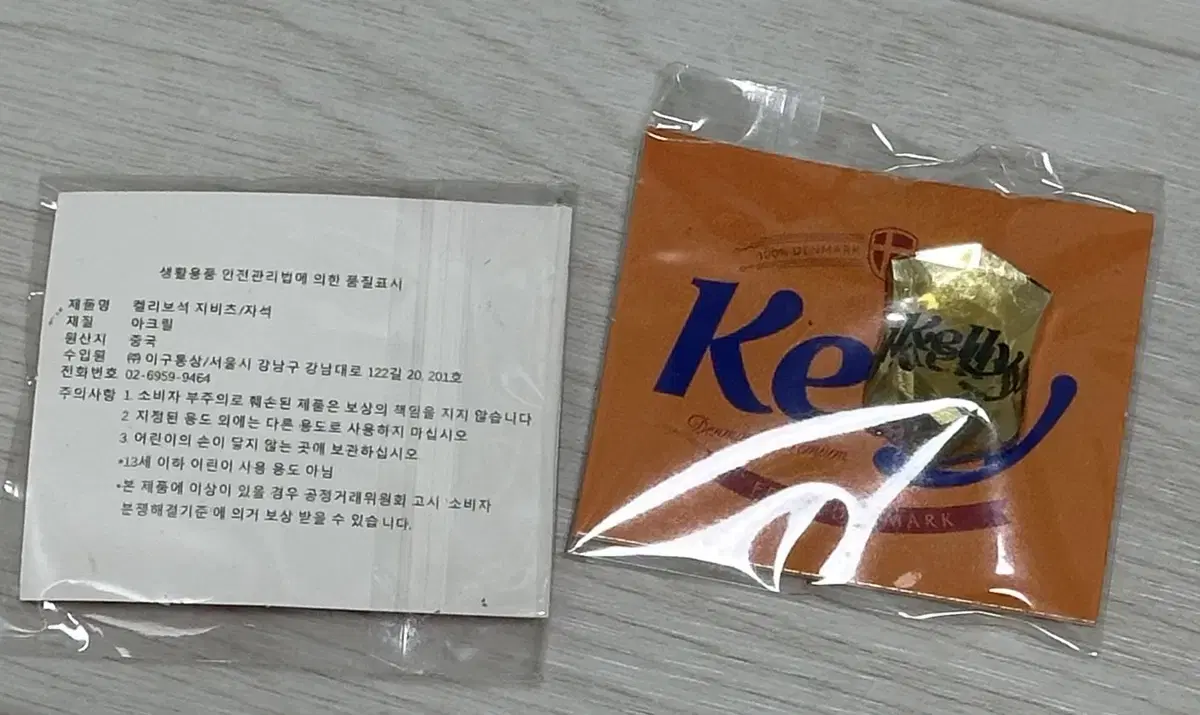 생활용품 안전관리법에 의한 품질표시
제품명 켈리보석 지비츠/자석
재질 아크릴
원산지 중국
수입원 ㈜ 이구통상/서울시 강남구 강남대로 122길 20, 201호
전화번호 02-6959-9464
주의사항 1. 소비자 부주의로 훼손된 제품은 보상의 책임을 지지 않습니다
2. 지정된 용도 외에는 다른 용도로 사용하지 마십시오
3. 어린이의 손이 닿지 않는 곳에 보관하십시오
*13세 이하 어린이 사용 용도 아님
*본 제품에 이상이 있을 경우 공정거래위원회 고시 소비자
분쟁해결기준 에 의거 보상 받을 수 있습니다.
100% DENMARK
Kelly
Kelly